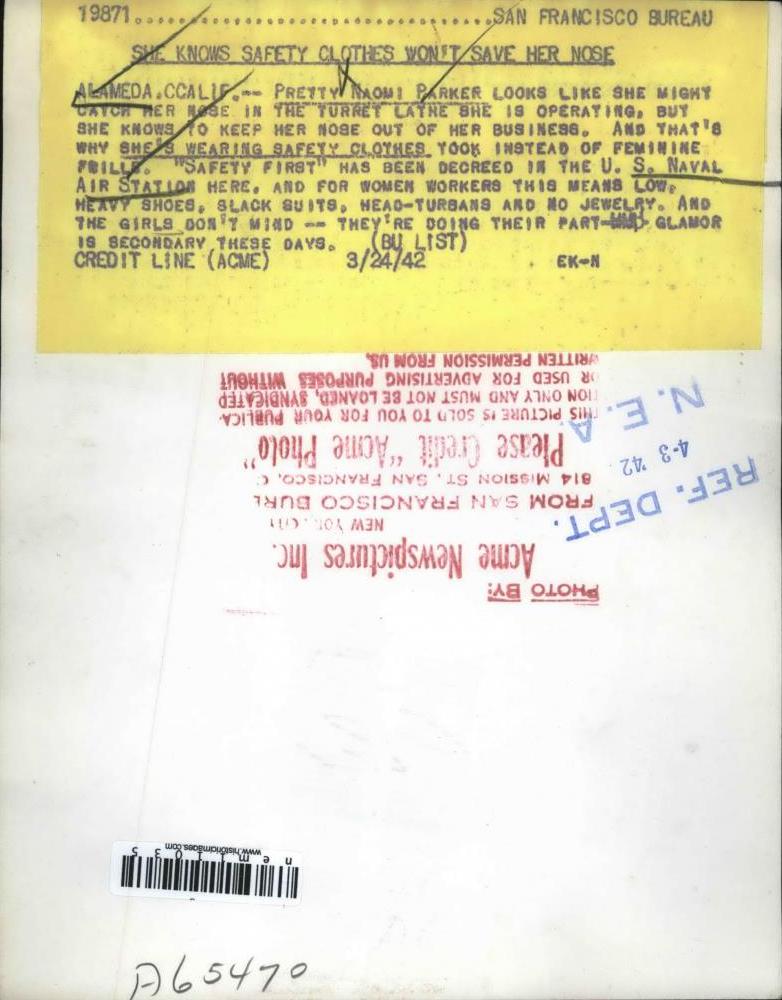 19871..............................SAN FRANCISCO BUREAU
SHE KNOWS SAFETY CLOTHES WON'T SAVE HER NOSE
ALAMEDA,CCALIF.-- PRETTY NAOMI PARKER LOOKS LIKE SHE MIGHT
CATCH HER NOSE IN THE TURRET LATHE SHE IS OPERATING, BUT
SHE KNOWS TO KEEP HER NOSE OUT OF HER BUSINESS. AND THAT'S
WHY SHE'S WEARING SAFETY CLOTHES TOOK INSTEAD OF FEMININE
FRILLS. "SAFETY FIRST" HAS BEEN DECREED IN THE U. S. NAVAL
AIR STATION HERE, AND FOR WOMEN WORKERS THIS MEANS LOW,
HEAVY SHOES, SLACK SUITS, HEAD-TURBANS AND NO JEWELRY. AND
THE GIRLS DON'T MIND -- THEY'RE DOING THEIR PART GLAMOR
IS SECONDARY THESE DAYS. (BU LIST)
CREDIT LINE (ACME) 3/24/42 EK-N
PHOTO BY:
Acme Newspictures Inc.
NEW YORK CITY
FROM SAN FRANCISCO BURE
814 MISSION ST. SAN FRANCISCO, C
Please Credit "Acme Photo"
THIS PICTURE IS SOLD TO YOU FOR YOUR PUBLICA-
TION ONLY AND MUST NOT BE LOANED, SYNDICATED
OR USED FOR ADVERTISING PURPOSES WITHOUT
WRITTEN PERMISSION FROM US.
REF. DEPT.
4-3 '42
N.E.A.
www.historicimages.com
nem11035
A65470